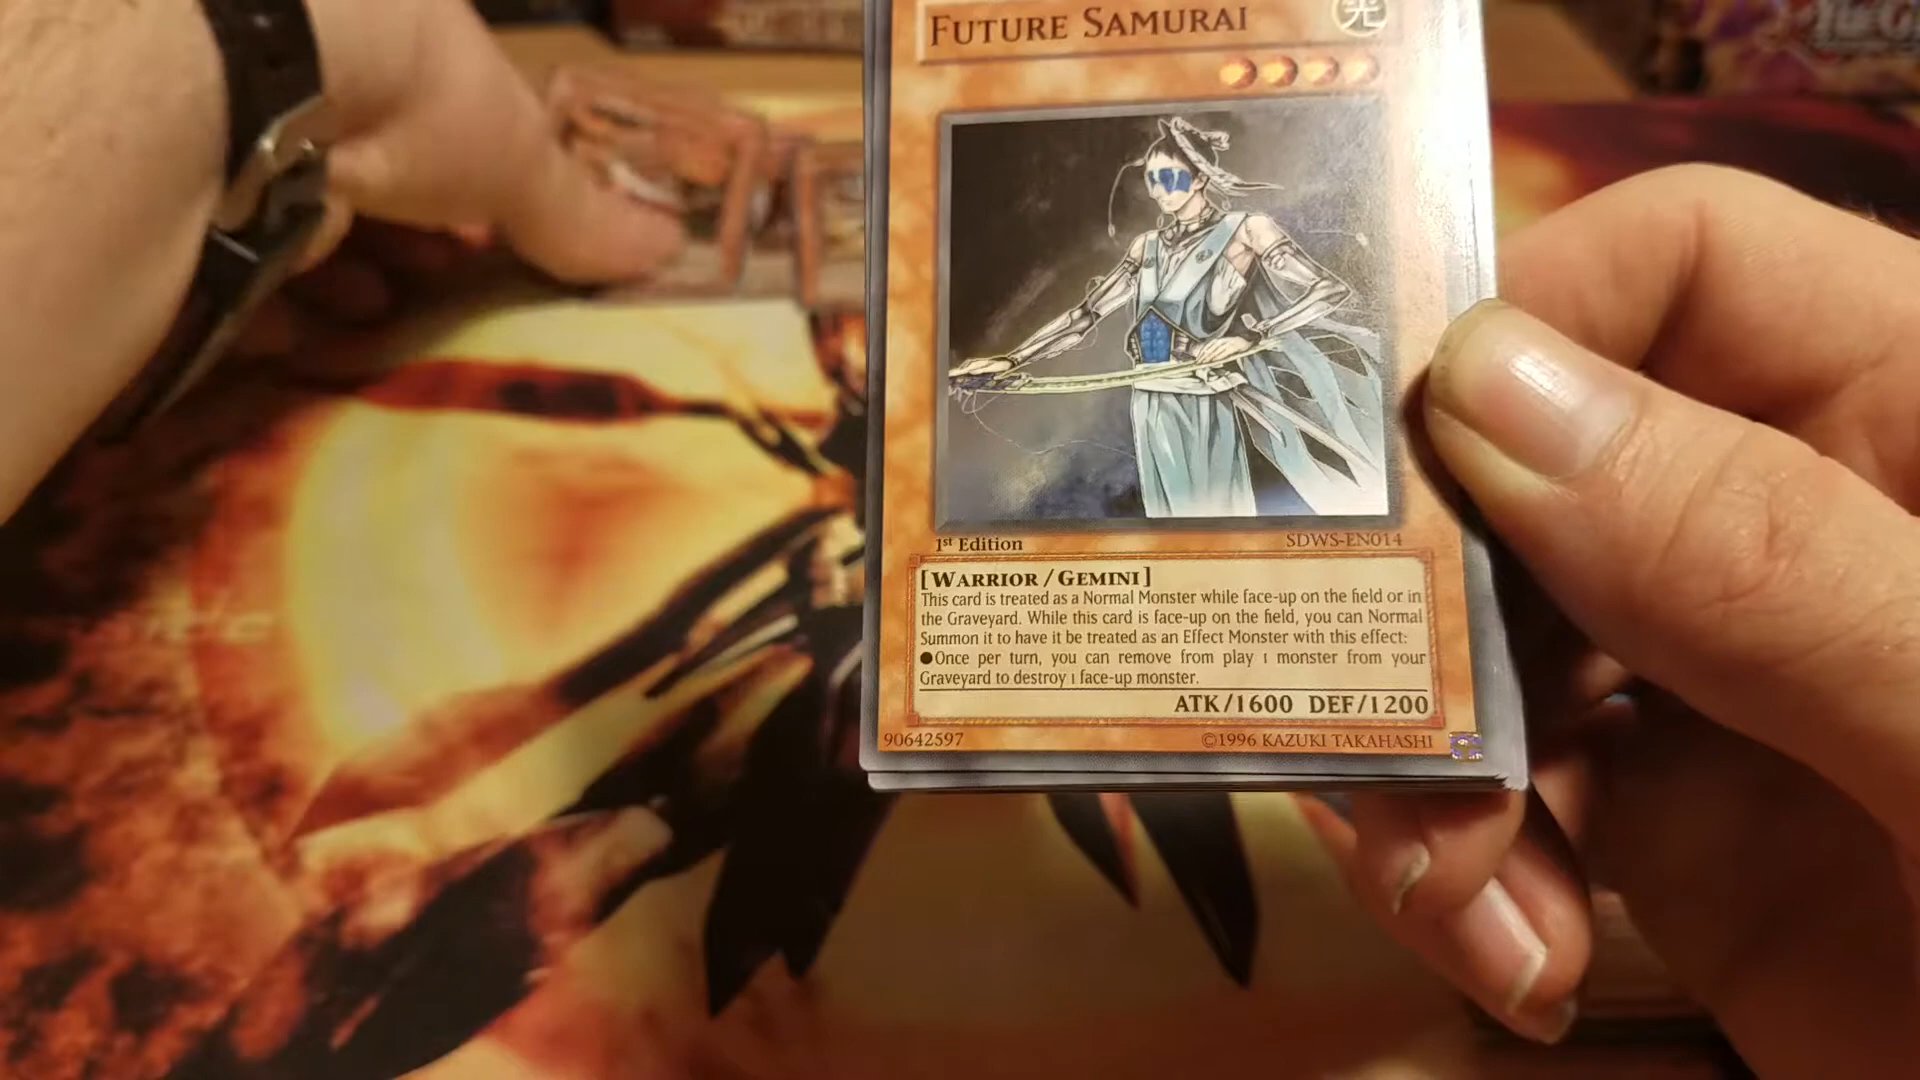 FUTURE SAMURAI
光
1st Edition
SDWS-EN014
[WARRIOR/GEMINI]
This card is treated as a Normal Monster while face-up on the field or in
the Graveyard. While this card is face-up on the field, you can Normal
Summon it to have it be treated as an Effect Monster with this effect:
●Once per turn, you can remove from play 1 monster from your
Graveyard to destroy 1 face-up monster.
ATK/1600 DEF/1200
90642597
©1996 KAZUKI TAKAHASHI